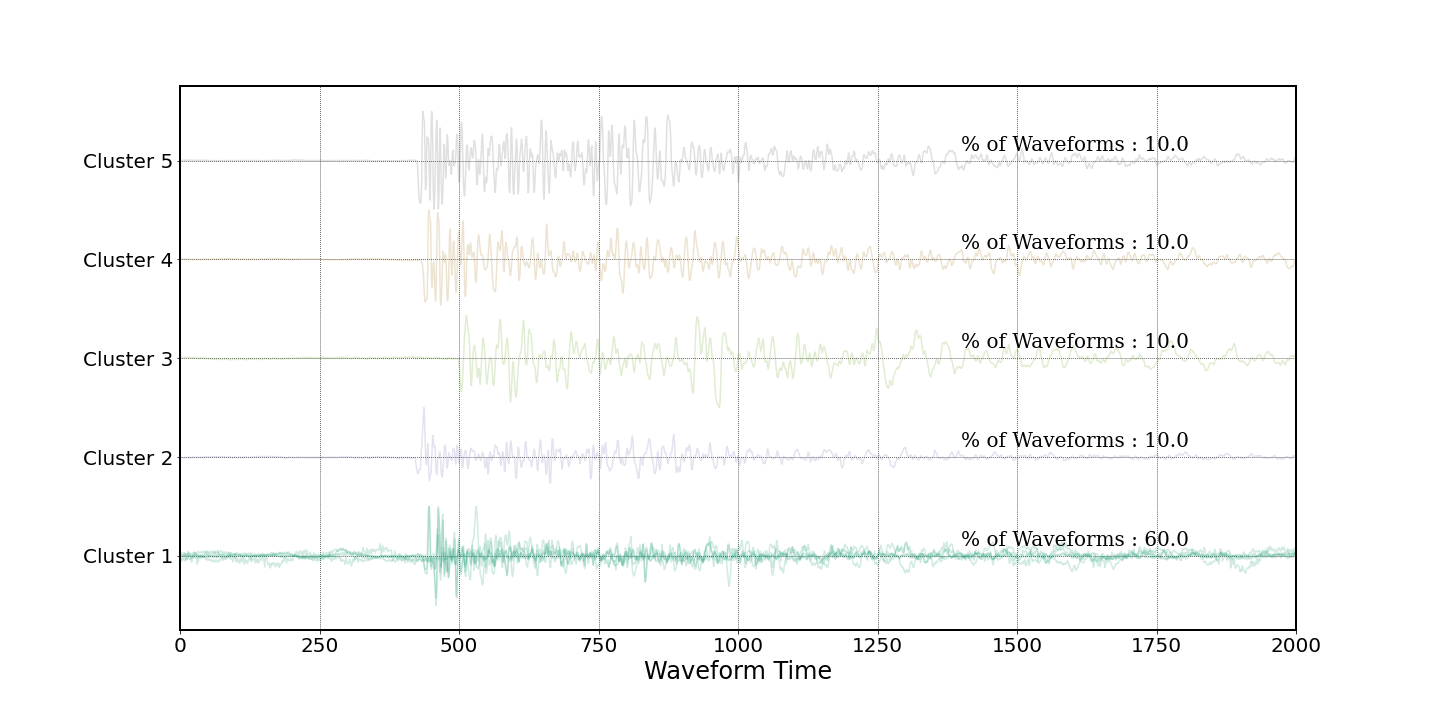 Cluster 5
% of Waveforms : 10.0
Cluster 4
% of Waveforms : 10.0
Cluster 3
% of Waveforms : 10.0
Cluster 2
% of Waveforms : 10.0
Cluster 1
% of Waveforms : 60.0
0 250 500 750 1000 1250 1500 1750 2000
Waveform Time